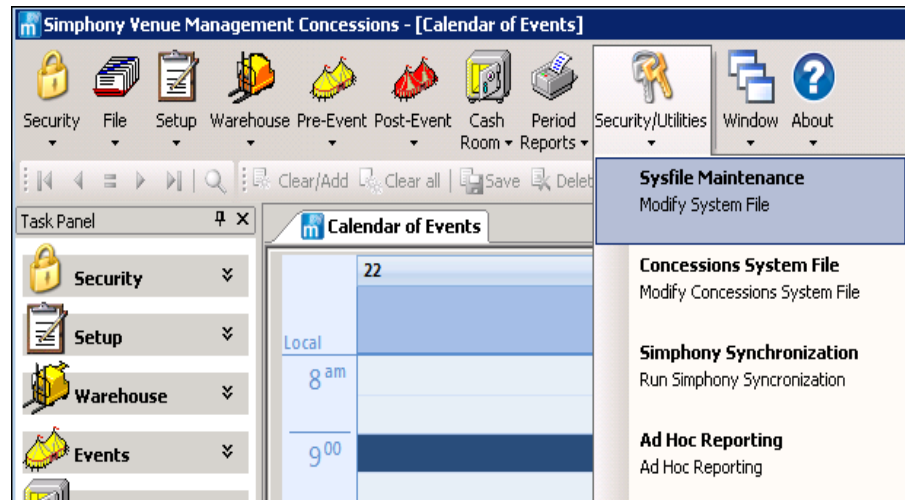 Simphony Venue Management Concessions - [Calendar of Events]
Security File Setup Warehouse Pre-Event Post-Event Cash Room Period Reports Security/Utilities Window About
Clear/Add Clear all Save Delet
Task Panel
Calendar of Events
Sysfile Maintenance
Modify System File
Security
22
Concessions System File
Modify Concessions System File
Setup
Local
Simphony Synchronization
Run Simphony Syncronization
8 am
Warehouse
Events
9 00
Ad Hoc Reporting
Ad Hoc Reporting